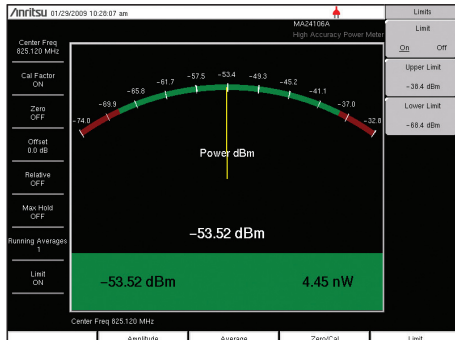 Anritsu 01/29/2009 10:28:07 am
MA24106A
High Accuracy Power Meter
Center Freq
825.120 MHz
Cal Factor
ON
Zero
OFF
Offset
0.0 dB
Relative
OFF
Max Hold
OFF
Running Averages
1
Limit
ON
-74.0
-69.9
-65.8
-61.7
-57.5
-53.4
-49.3
-45.2
-41.1
-37.0
-32.8
Power dBm
-53.52 dBm
-53.52 dBm 4.45 nW
Center Freq 825.120 MHz
Limits
Limit
On Off
Upper Limit
-38.4 dBm
Lower Limit
-68.4 dBm
Amplitude Average Zero/Cal Limit